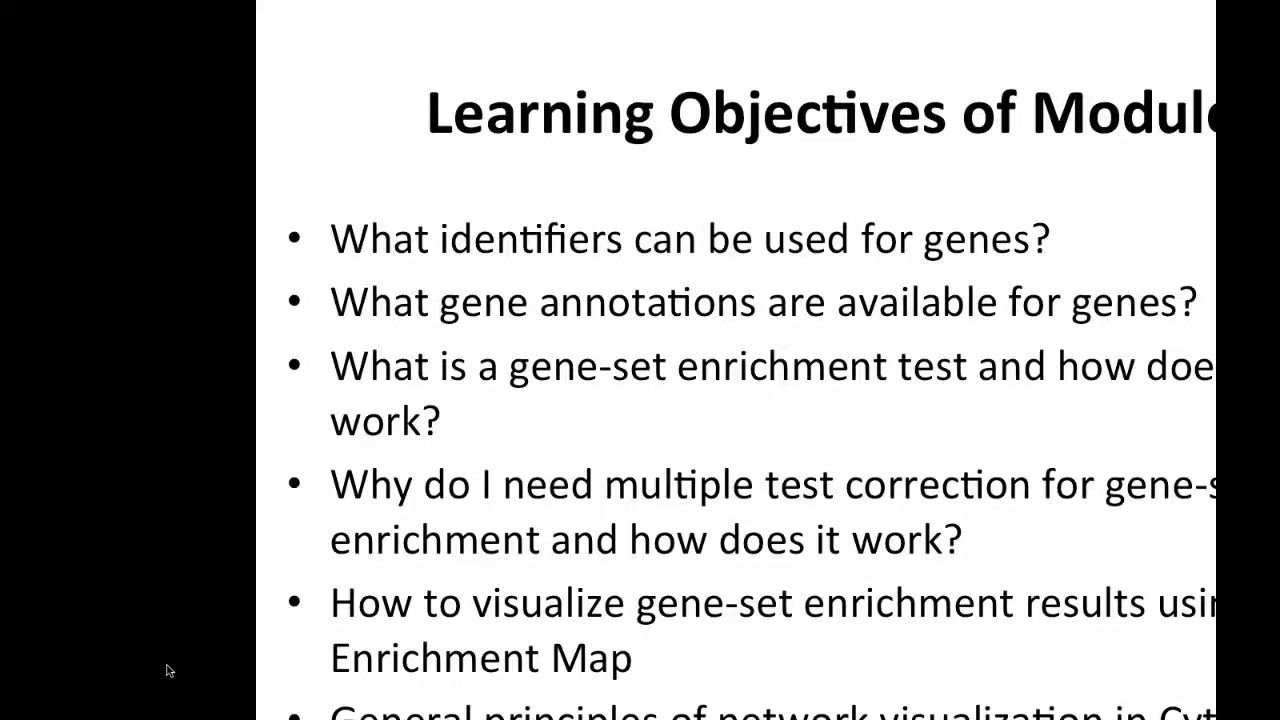 Learning Objectives of Module
• What identifiers can be used for genes?
• What gene annotations are available for genes?
• What is a gene-set enrichment test and how doe
work?
• Why do I need multiple test correction for gene-s
enrichment and how does it work?
• How to visualize gene-set enrichment results usin
Enrichment Map
• General principles of network visualization in Cyt